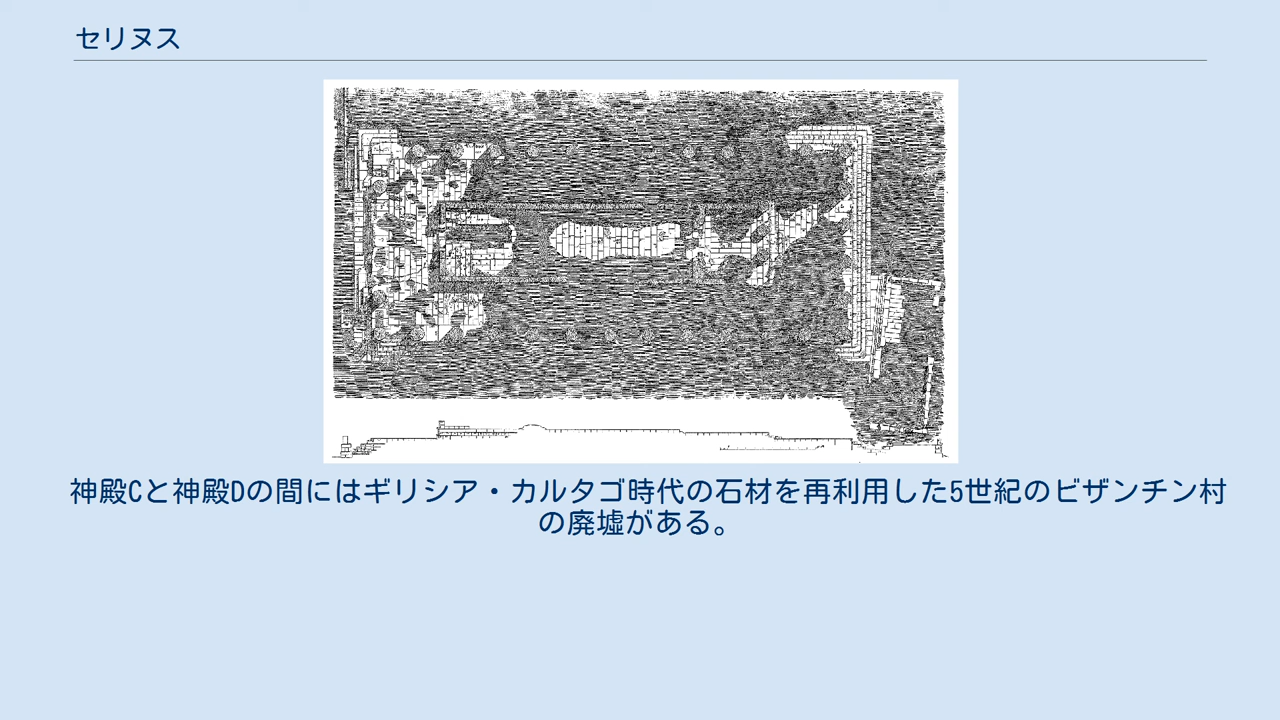 セリヌス
神殿Cと神殿Dの間にはギリシア・カルタゴ時代の石材を再利用した5世紀のビザンチン村
の廃墟がある。